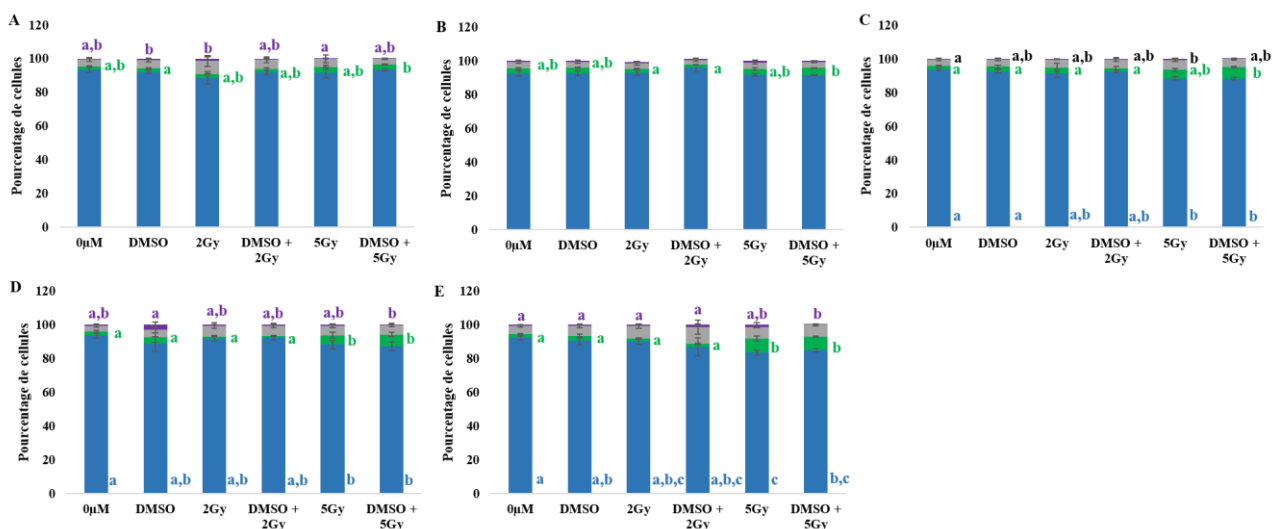 A
Pourcentage de cellules
120
100
80
60
40
20
0
a,b b b a,b a a,b
a,b a a,b a,b a,b b
0µM DMSO 2Gy DMSO + 2Gy 5Gy DMSO + 5Gy
B
Pourcentage de cellules
120
100
80
60
40
20
0
a,b a,b a a a,b b
0µM DMSO 2Gy DMSO + 2Gy 5Gy DMSO + 5Gy
C
Pourcentage de cellules
120
100
80
60
40
20
0
a a,b a,b a,b b a,b
a a a a a,b b
a a a,b a,b b b
0µM DMSO 2Gy DMSO + 2Gy 5Gy DMSO + 5Gy
D
Pourcentage de cellules
120
100
80
60
40
20
0
a,b a a,b a,b a,b b
a a a a b b
a a,b a,b a,b b b
0µM DMSO 2Gy DMSO + 2Gy 5Gy DMSO + 5Gy
E
Pourcentage de cellules
120
100
80
60
40
20
0
a a a a a,b b
a a a a b b
a a,b a,b,c a,b,c c b,c
0µM DMSO 2Gy DMSO + 2Gy 5Gy DMSO + 5Gy